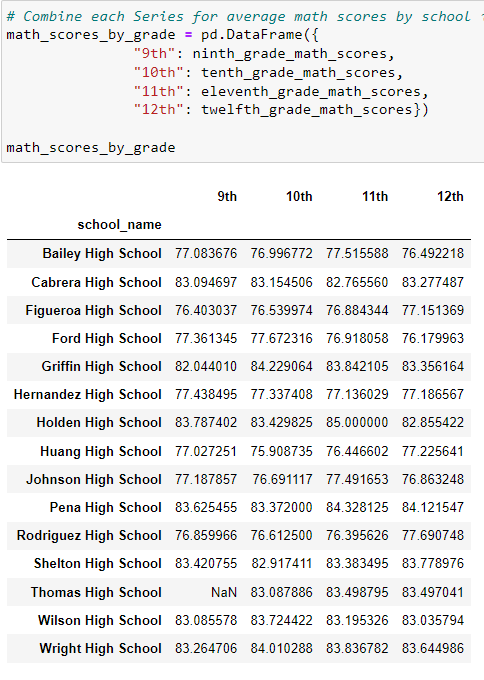 # Combine each Series for average math scores by school
math_scores_by_grade = pd.DataFrame({
"9th": ninth_grade_math_scores,
"10th": tenth_grade_math_scores,
"11th": eleventh_grade_math_scores,
"12th": twelfth_grade_math_scores})
math_scores_by_grade
9th 10th 11th 12th
school_name
Bailey High School 77.083676 76.996772 77.515588 76.492218
Cabrera High School 83.094697 83.154506 82.765560 83.277487
Figueroa High School 76.403037 76.539974 76.884344 77.151369
Ford High School 77.361345 77.672316 76.918058 76.179963
Griffin High School 82.044010 84.229064 83.842105 83.356164
Hernandez High School 77.438495 77.337408 77.136029 77.186567
Holden High School 83.787402 83.429825 85.000000 82.855422
Huang High School 77.027251 75.908735 76.446602 77.225641
Johnson High School 77.187857 76.691117 77.491653 76.863248
Pena High School 83.625455 83.372000 84.328125 84.121547
Rodriguez High School 76.859966 76.612500 76.395626 77.690748
Shelton High School 83.420755 82.917411 83.383495 83.778976
Thomas High School NaN 83.087886 83.498795 83.497041
Wilson High School 83.085578 83.724422 83.195326 83.035794
Wright High School 83.264706 84.010288 83.836782 83.644986